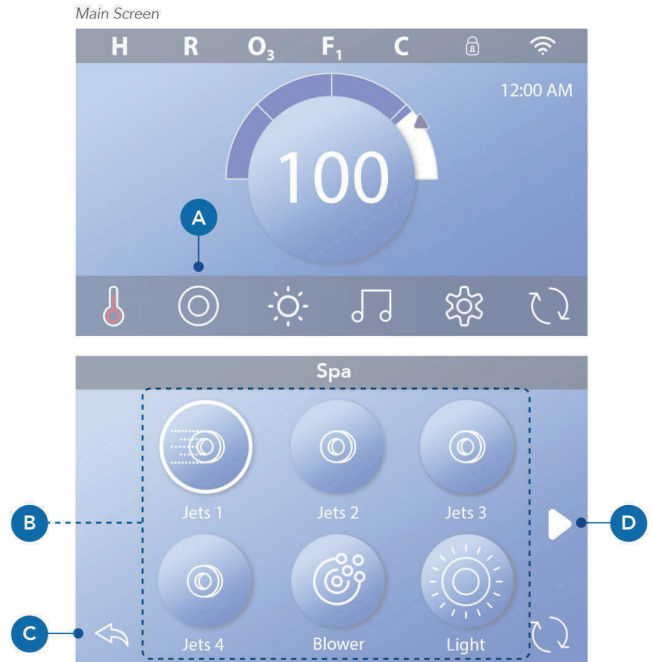 Main Screen
H R O₃ F₁ C
12:00 AM
100
A
Spa
Jets 1 Jets 2 Jets 3
B D
Jets 4 Blower Light
C